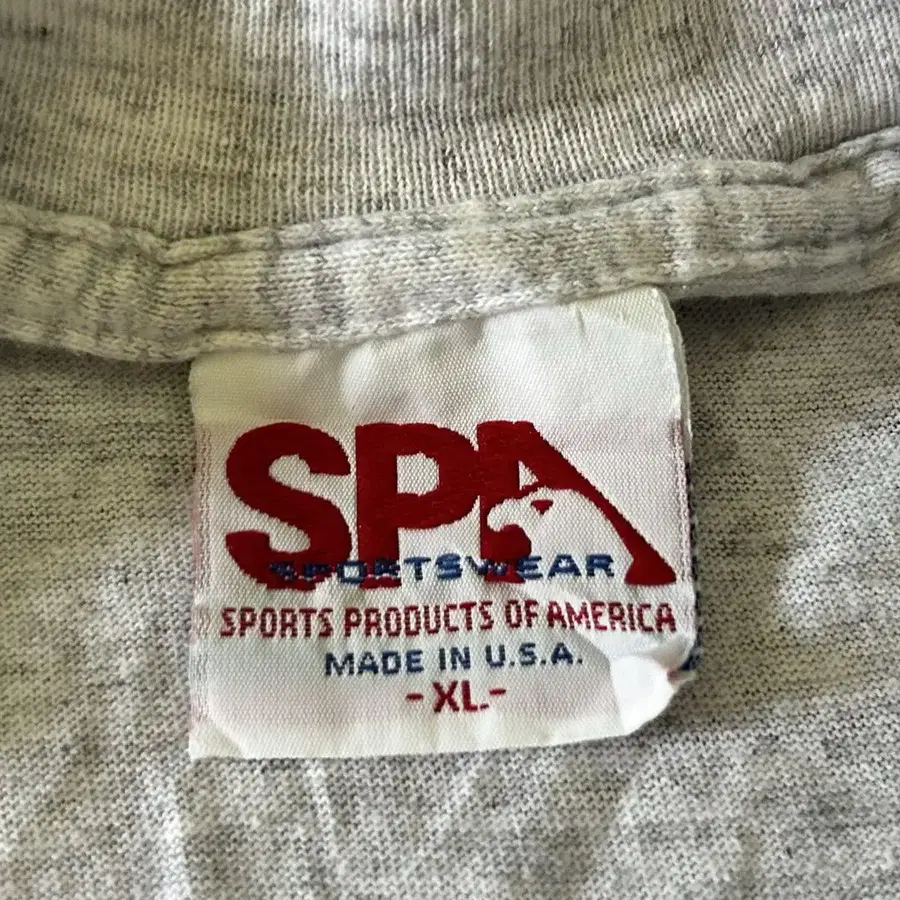 SPA
SPORTSWEAR
SPORTS PRODUCTS OF AMERICA
MADE IN U.S.A.
-XL-